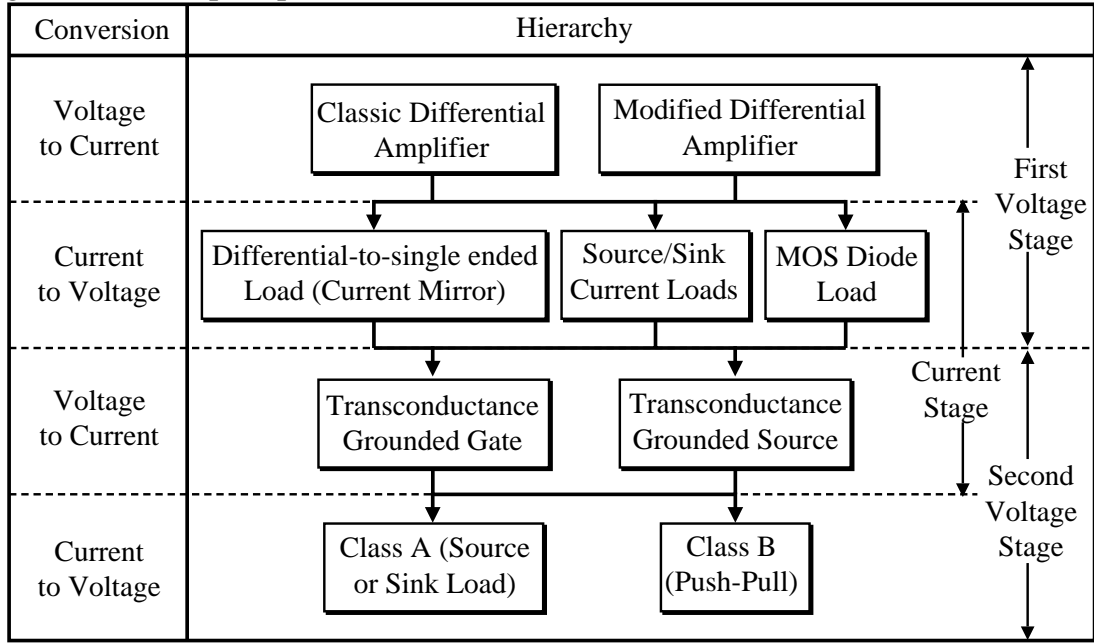 Conversion
Hierarchy
Voltage
to Current
Classic Differential
Amplifier
Modified Differential
Amplifier
First
Voltage
Stage
Current
to Voltage
Differential-to-single ended
Load (Current Mirror)
Source/Sink
Current Loads
MOS Diode
Load
Current
Stage
Voltage
to Current
Transconductance
Grounded Gate
Transconductance
Grounded Source
Second
Voltage
Stage
Current
to Voltage
Class A (Source
or Sink Load)
Class B
(Push-Pull)